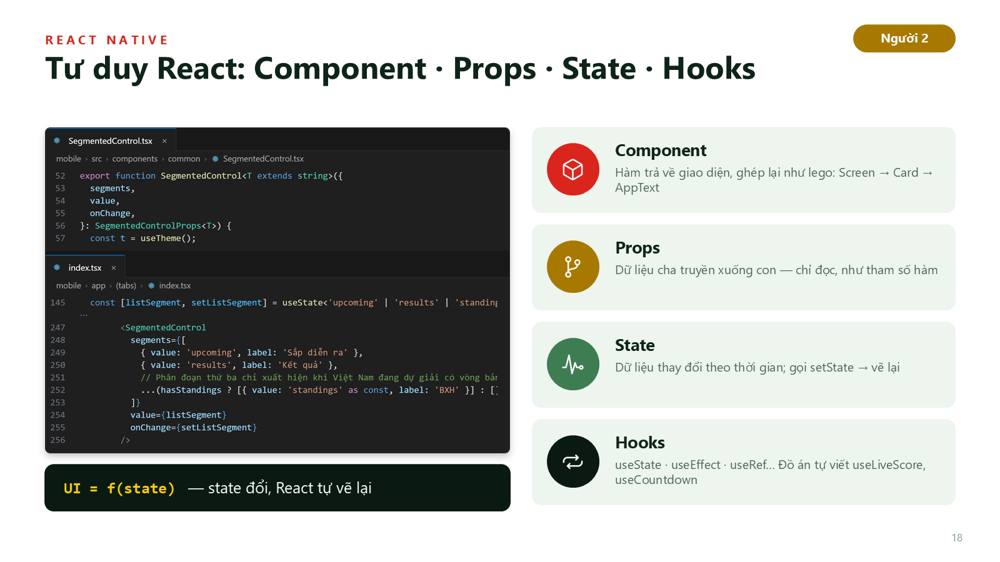 REACT NATIVE
Người 2
Tư duy React: Component · Props · State · Hooks
SegmentedControl.tsx ×
mobile › src › components › common › SegmentedControl.tsx
52 export function SegmentedControl<T extends string>({
53 segments,
54 value,
55 onChange,
56 }: SegmentedControlProps<T>) {
57 const t = useTheme();
index.tsx ×
mobile › app › (tabs) › index.tsx
145 const [listSegment, setListSegment] = useState<'upcoming' | 'results' | 'standing
...
247 <SegmentedControl
248 segments={[
249 { value: 'upcoming', label: 'Sắp diễn ra' },
250 { value: 'results', label: 'Kết quả' },
251 // Phân đoạn thứ ba chỉ xuất hiện khi Việt Nam đang dự giải có vòng bản
252 ...(hasStandings ? [{ value: 'standings' as const, label: 'BXH' }] : []
253 ]}
254 value={listSegment}
255 onChange={setListSegment}
256 />
UI = f(state) — state đổi, React tự vẽ lại
Component
Hàm trả về giao diện, ghép lại như lego: Screen → Card →
AppText
Props
Dữ liệu cha truyền xuống con — chỉ đọc, như tham số hàm
State
Dữ liệu thay đổi theo thời gian; gọi setState → vẽ lại
Hooks
useState · useEffect · useRef... Đồ án tự viết useLiveScore,
useCountdown
18